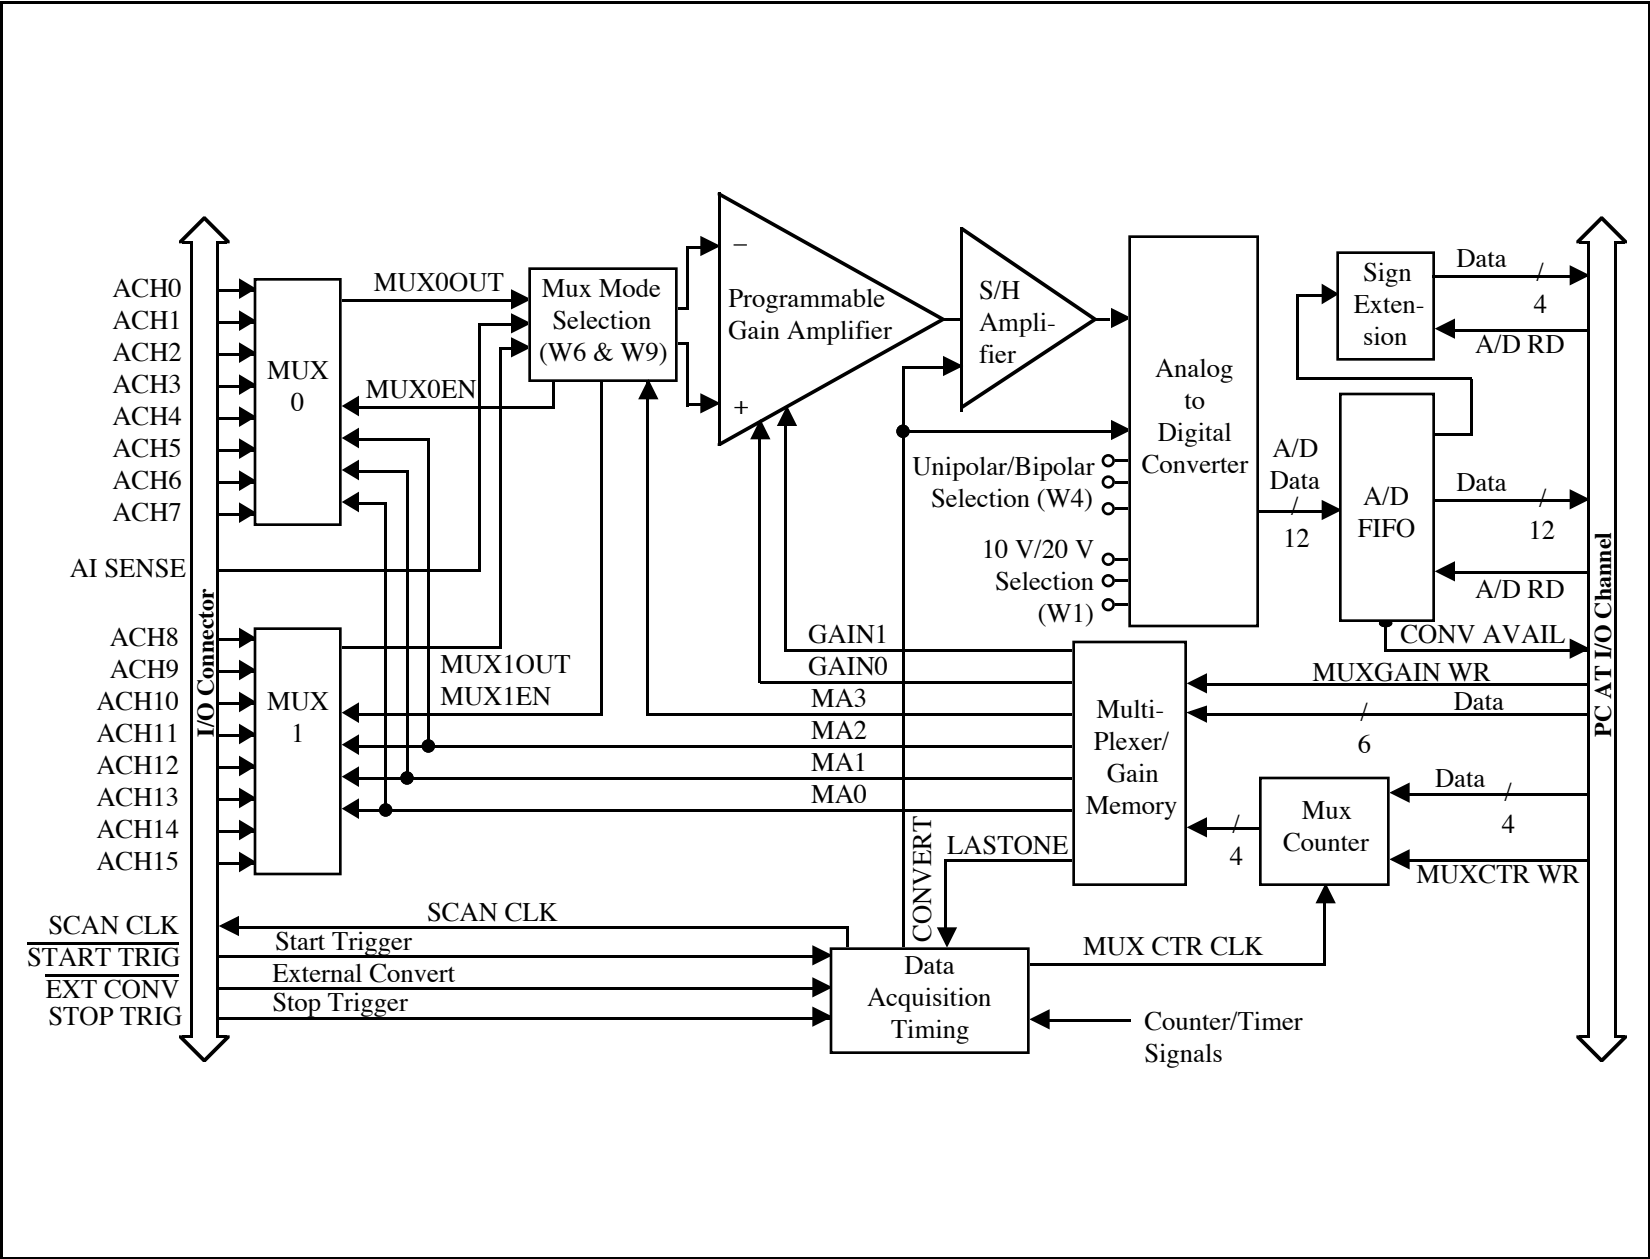 ACH0
ACH1
ACH2
ACH3
ACH4
ACH5
ACH6
ACH7
AI SENSE
ACH8
ACH9
ACH10
ACH11
ACH12
ACH13
ACH14
ACH15
SCAN CLK
START TRIG
EXT CONV
STOP TRIG
I/O Connector
MUX
0
MUX
1
MUX0OUT
MUX0EN
MUX1OUT
MUX1EN
Mux Mode
Selection
(W6 & W9)
−
+
Programmable
Gain Amplifier
S/H
Ampli-
fier
Analog
to
Digital
Converter
Unipolar/Bipolar
Selection (W4)
10 V/20 V
Selection
(W1)
A/D
Data
/
12
Sign
Exten-
sion
Data
/
4
A/D RD
A/D
FIFO
Data
/
12
A/D RD
CONV AVAIL
PC AT I/O Channel
GAIN1
GAIN0
MA3
MA2
MA1
MA0
LASTONE
CONVERT
Multi-
Plexer/
Gain
Memory
MUXGAIN WR
Data
/
6
Mux
Counter
Data
/
4
MUXCTR WR
/
4
SCAN CLK
Start Trigger
External Convert
Stop Trigger
Data
Acquisition
Timing
MUX CTR CLK
Counter/Timer
Signals